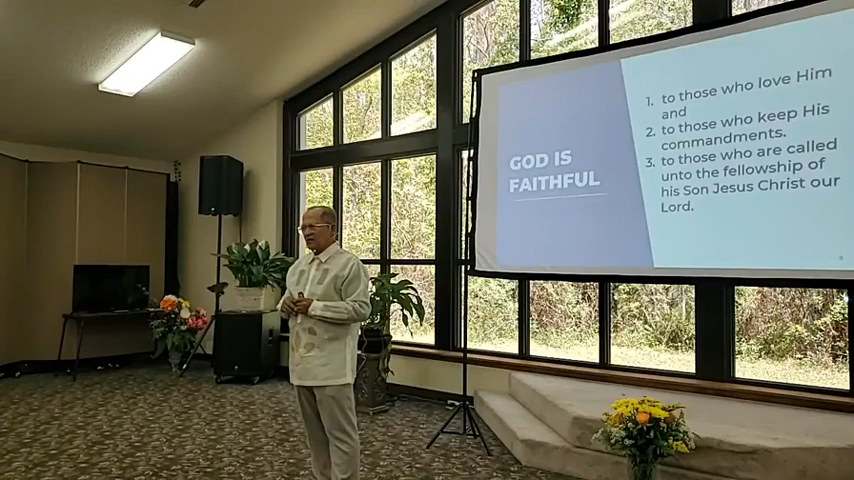 GOD IS
FAITHFUL
1. to those who love Him
and
2. to those who keep His
commandment;
3. to those who are called
unto the fellowship of
His Son Jesus Christ our
Lord.